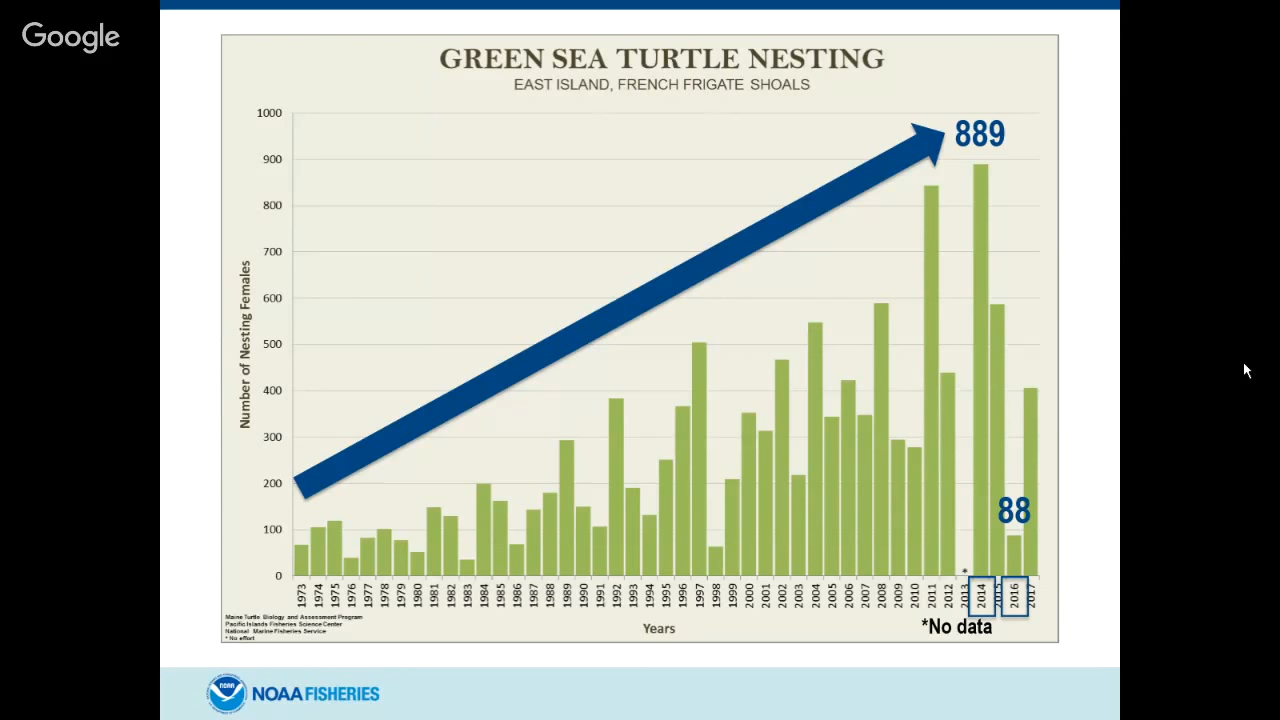 Google
GREEN SEA TURTLE NESTING
EAST ISLAND, FRENCH FRIGATE SHOALS
Number of Nesting Females
1000
900
800
700
600
500
400
300
200
100
0
889
88
*
1973 1974 1975 1976 1977 1978 1979 1980 1981 1982 1983 1984 1985 1986 1987 1988 1989 1990 1991 1992 1993 1994 1995 1996 1997 1998 1999 2000 2001 2002 2003 2004 2005 2006 2007 2008 2009 2010 2011 2012 2013 2014 2015 2016 2017
Years
*No data
Maine Turtle Biology and Assessment Program
Pacific Islands Fisheries Science Center
National Marine Fisheries Service
* No effort
NOAA
NOAA FISHERIES